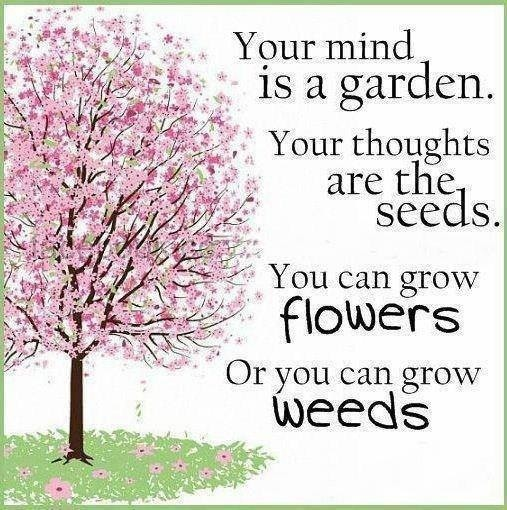 Your mind
is a garden.
Your thoughts
are the
seeds.
You can grow
flowers
Or you can grow
weeds